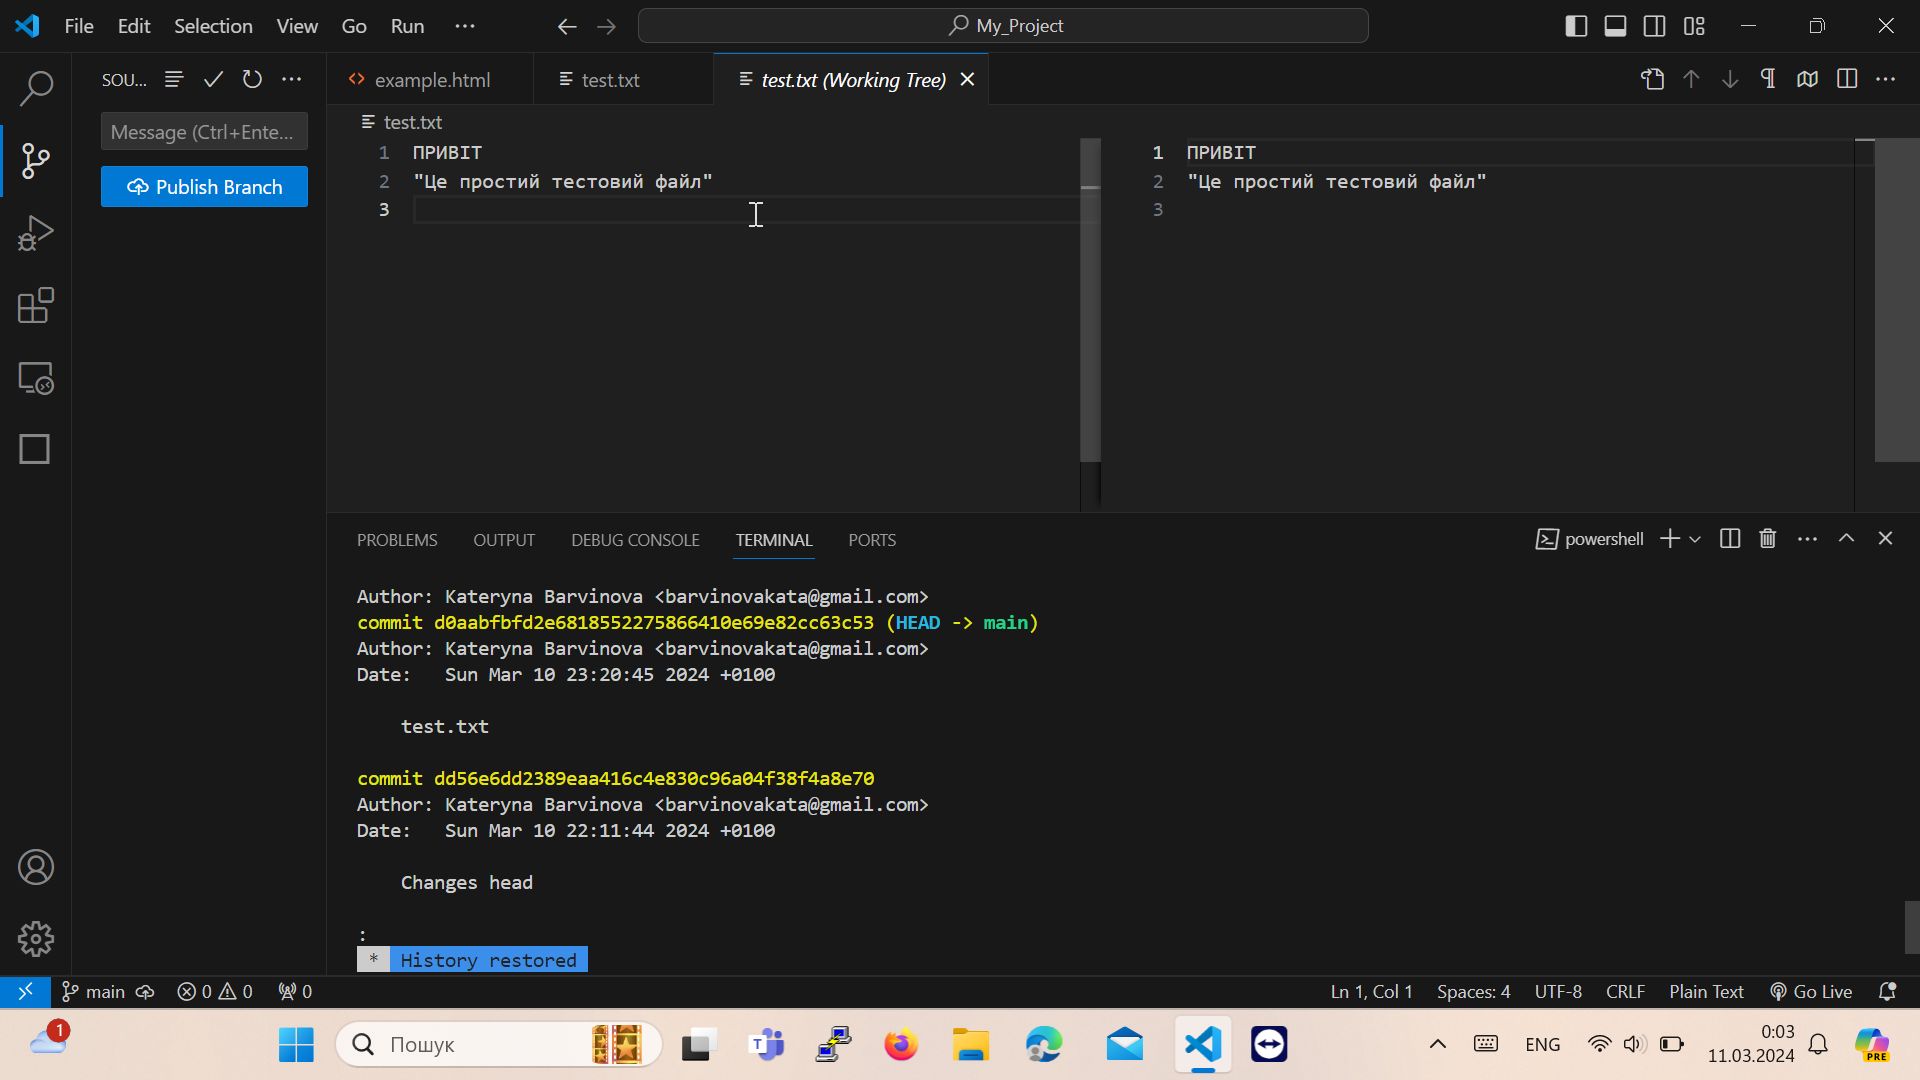 File Edit Selection View Go Run ··· My_Project
SOU... example.html test.txt test.txt (Working Tree)
Message (Ctrl+Ente...
Publish Branch
test.txt
1 ПРИВІТ
2 "Це простий тестовий файл"
3
1 ПРИВІТ
2 "Це простий тестовий файл"
3
PROBLEMS OUTPUT DEBUG CONSOLE TERMINAL PORTS powershell
Author: Kateryna Barvinova <barvinovakata@gmail.com>
commit d0aabfbfd2e6818552275866410e69e82cc63c53 (HEAD -> main)
Author: Kateryna Barvinova <barvinovakata@gmail.com>
Date:   Sun Mar 10 23:20:45 2024 +0100
test.txt
commit dd56e6dd2389eaa416c4e830c96a04f38f4a8e70
Author: Kateryna Barvinova <barvinovakata@gmail.com>
Date:   Sun Mar 10 22:11:44 2024 +0100
Changes head
:
* History restored
main 0 0 0 Ln 1, Col 1 Spaces: 4 UTF-8 CRLF Plain Text Go Live
1 Пошук ENG 0:03 PRE
11.03.2024